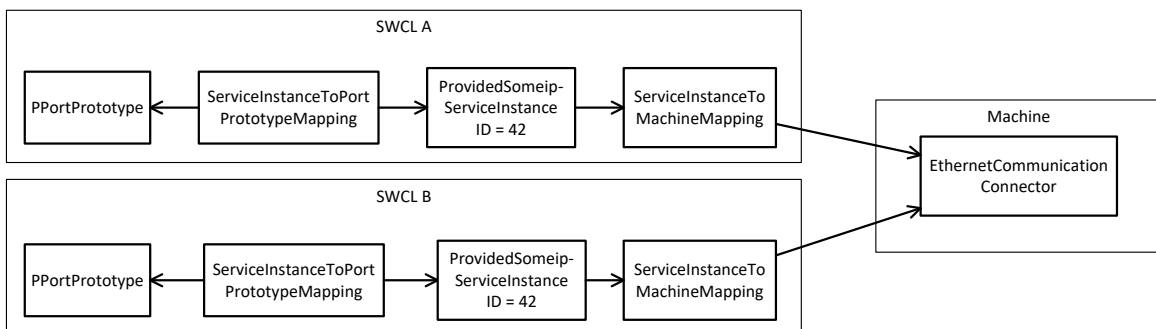 SWCL A
PPortPrototype
ServiceInstanceToPort
PrototypeMapping
ProvidedSomeip-
ServiceInstance
ID = 42
ServiceInstanceTo
MachineMapping
Machine
EthernetCommunication
Connector
SWCL B
PPortPrototype
ServiceInstanceToPort
PrototypeMapping
ProvidedSomeip-
ServiceInstance
ID = 42
ServiceInstanceTo
MachineMapping